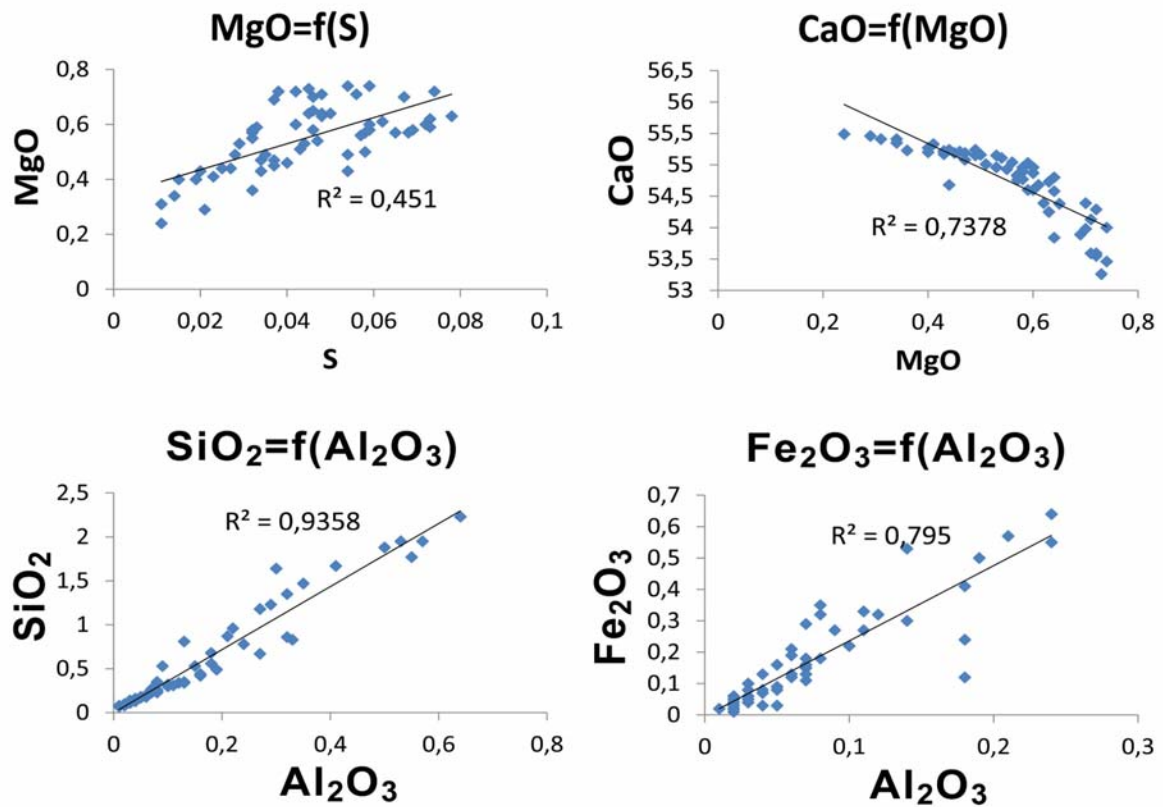 MgO=f(S)
0,8
0,6
0,4
0,2
0
MgO
R² = 0,451
0 0,02 0,04 0,06 0,08 0,1
S
CaO=f(MgO)
56,5
56
55,5
55
54,5
54
53,5
53
CaO
R² = 0,7378
0 0,2 0,4 0,6 0,8
MgO
SiO₂=f(Al₂O₃)
2,5
2
1,5
1
0,5
0
SiO₂
R² = 0,9358
0 0,2 0,4 0,6 0,8
Al₂O₃
Fe₂O₃=f(Al₂O₃)
0,7
0,6
0,5
0,4
0,3
0,2
0,1
0
Fe₂O₃
R² = 0,795
0 0,1 0,2 0,3
Al₂O₃